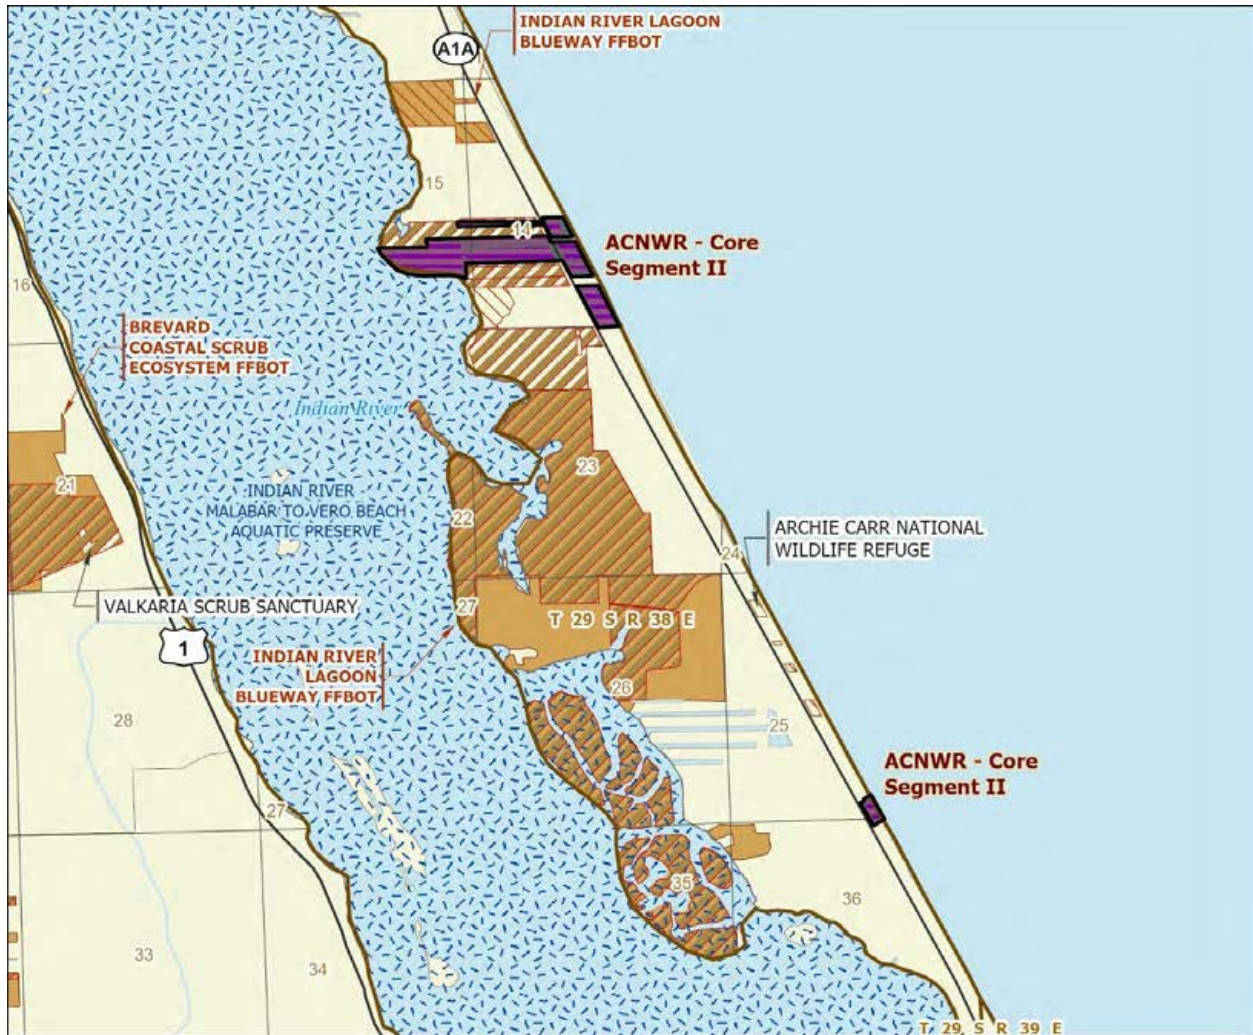 INDIAN RIVER LAGOON
BLUEWAY FFBOT
A1A
15
14
ACNWR - Core
Segment II
16
BREVARD
COASTAL SCRUB
ECOSYSTEM FFBOT
Indian River
21
23
INDIAN RIVER
MALABAR TO VERO BEACH
AQUATIC PRESERVE
22
ARCHIE CARR NATIONAL
WILDLIFE REFUGE
24
VALKARIA SCRUB SANCTUARY
27
T 29 S R 38 E
1
INDIAN RIVER
LAGOON
BLUEWAY FFBOT
26
28
25
ACNWR - Core
Segment II
27
35
36
33
34
T 29 S R 39 E